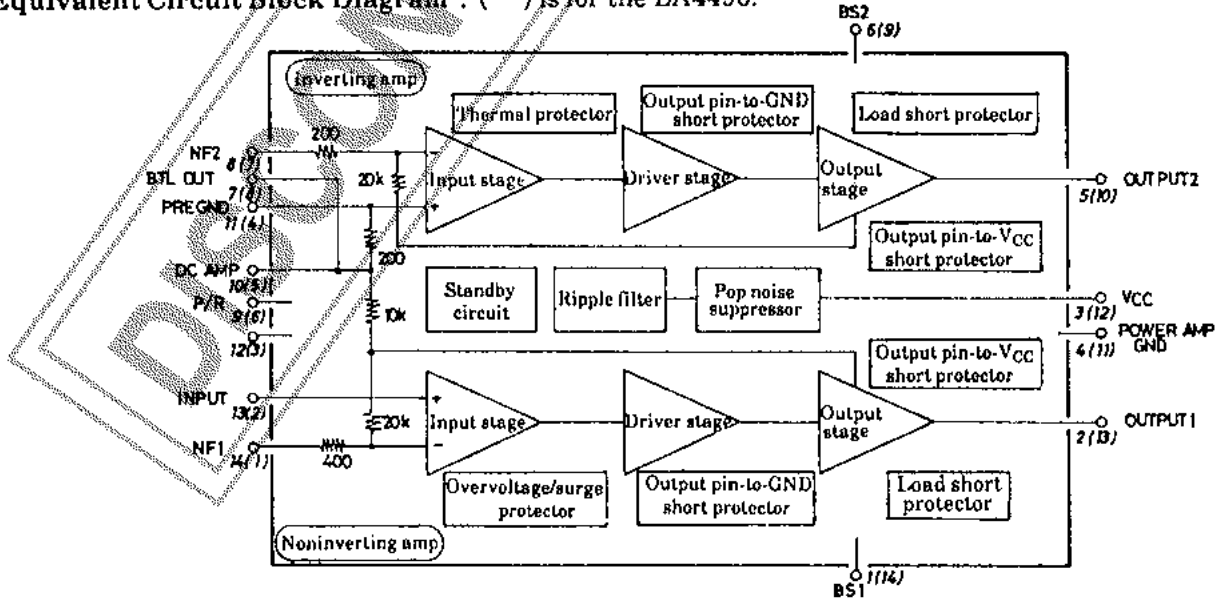 Equivalent Circuit Block Diagram : ( ) is for the LA4498.
BS2
6(9)
Inverting amp
Thermal protector
Output pin-to-GND
short protector
Load short protector
NF2
8(7)
200
BTL OUT
7(8)
PRE GND
11(4)
20k
Input stage
Driver stage
Output
stage
OUTPUT2
5(10)
200
Output pin-to-VCC
short protector
DC AMP
10(5)
P/R
9(6)
12(3)
10k
Standby
circuit
Ripple filter
Pop noise
suppressor
VCC
3(12)
POWER AMP
GND
4(11)
Output pin-to-VCC
short protector
INPUT
13(2)
20k
Input stage
Driver stage
Output
stage
OUTPUT1
2(13)
NF1
14(1)
400
Overvoltage/surge
protector
Output pin-to-GND
short protector
Load short
protector
Noninverting amp
1(14)
BS1
DISCON